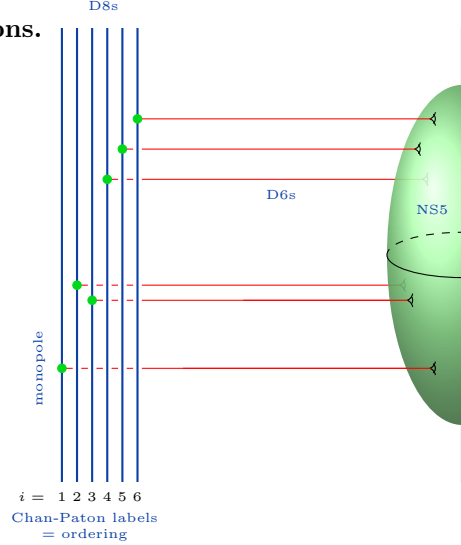 D8s
ons.
D6s
NS5
monopole
i = 1 2 3 4 5 6
Chan-Paton labels
= ordering